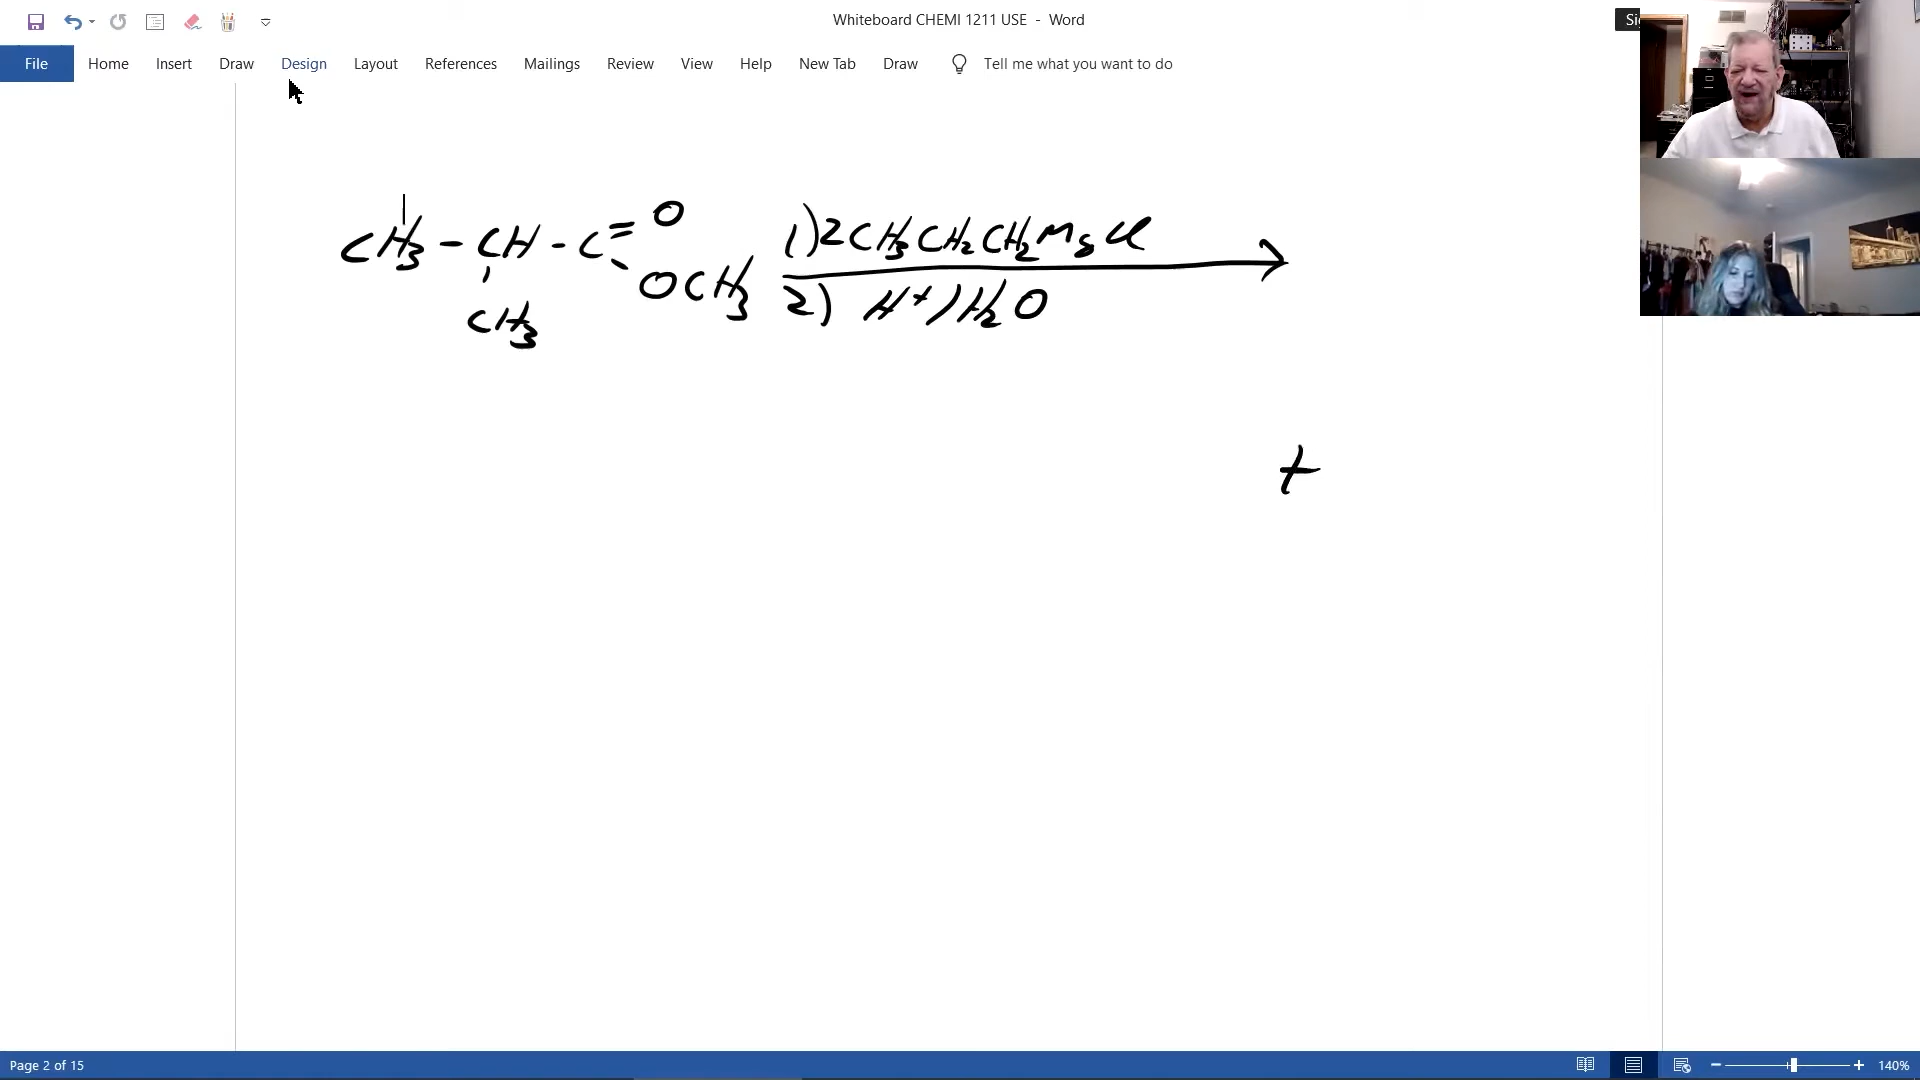 Whiteboard CHEMI 1211 USE - Word
File Home Insert Draw Design Layout References Mailings Review View Help New Tab Draw Tell me what you want to do
CH3 - CH - C = O
OCH3
CH3
1) 2 CH3CH2CH2MgCl
2) H+/H2O
+
Page 2 of 15
140%